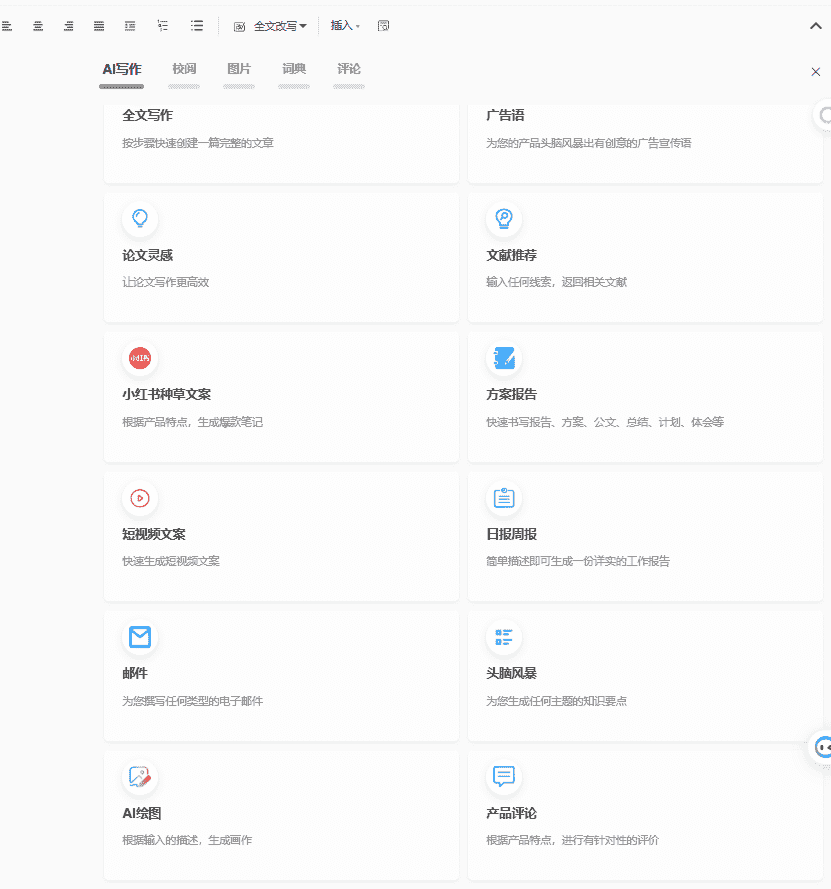 全文改写 插入
AI写作 校阅 图片 词典 评论
全文写作 广告语
按步骤快速创建一篇完整的文章 为您的产品头脑风暴出有创意的广告宣传语
论文灵感 文献推荐
让论文写作更高效 输入任何线索，返回相关文献
小红书
小红书种草文案 方案报告
根据产品特点，生成爆款笔记 快速书写报告、方案、公文、总结、计划、体会等
短视频文案 日报周报
快速生成短视频文案 简单描述即可生成一份详实的工作报告
邮件 头脑风暴
为您撰写任何类型的电子邮件 为您生成任何主题的知识要点
AI绘图 产品评论
根据输入的描述，生成画作 根据产品特点，进行有针对性的评价